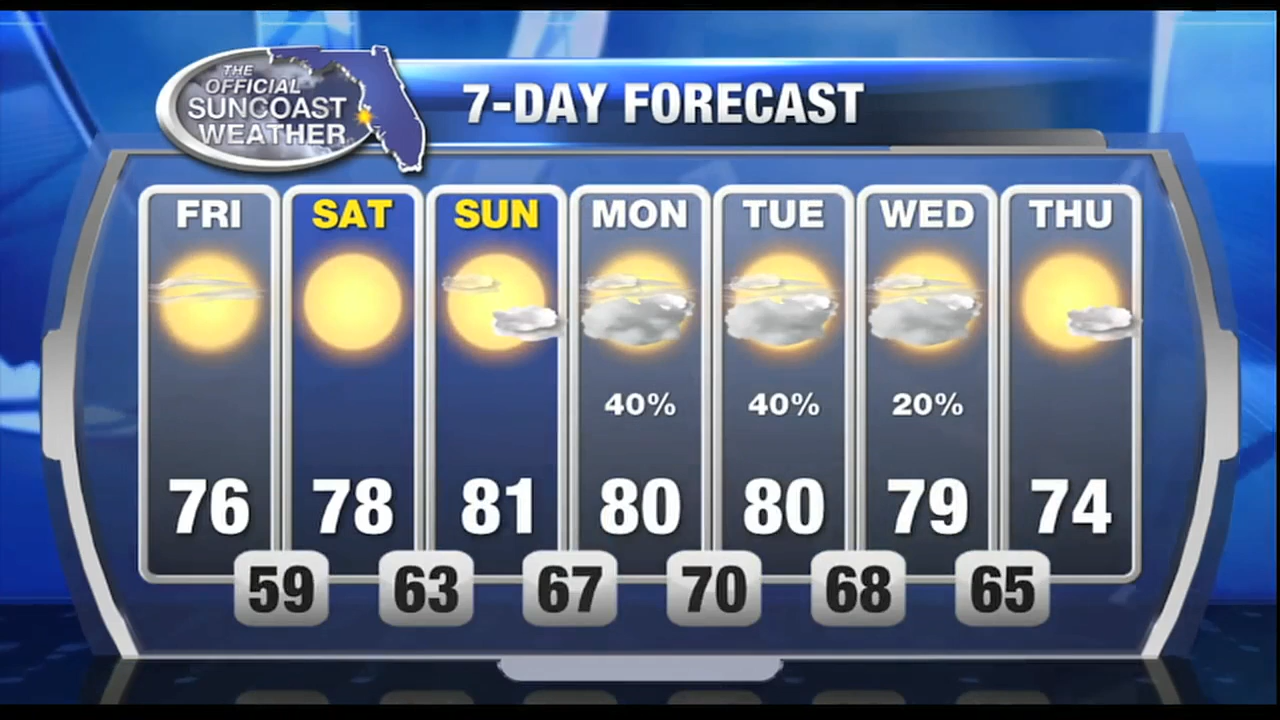 THE
OFFICIAL
SUNCOAST
WEATHER
7-DAY FORECAST
FRI SAT SUN MON TUE WED THU
40% 40% 20%
76 78 81 80 80 79 74
59 63 67 70 68 65